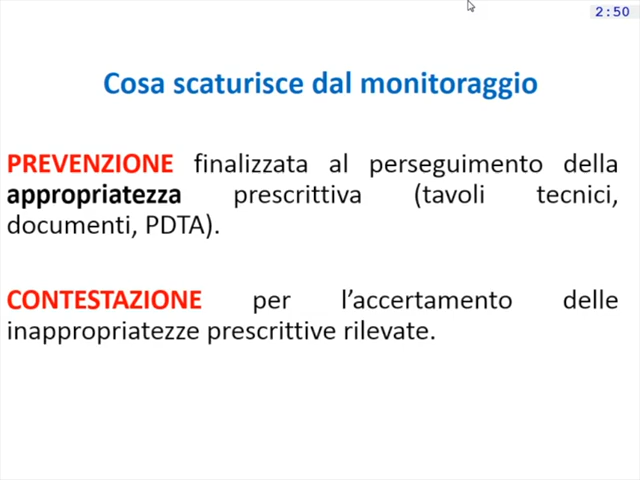 2:50
Cosa scaturisce dal monitoraggio
PREVENZIONE finalizzata al perseguimento della
appropriatezza prescrittiva (tavoli tecnici,
documenti, PDTA).
CONTESTAZIONE per l’accertamento delle
inappropriatezze prescrittive rilevate.